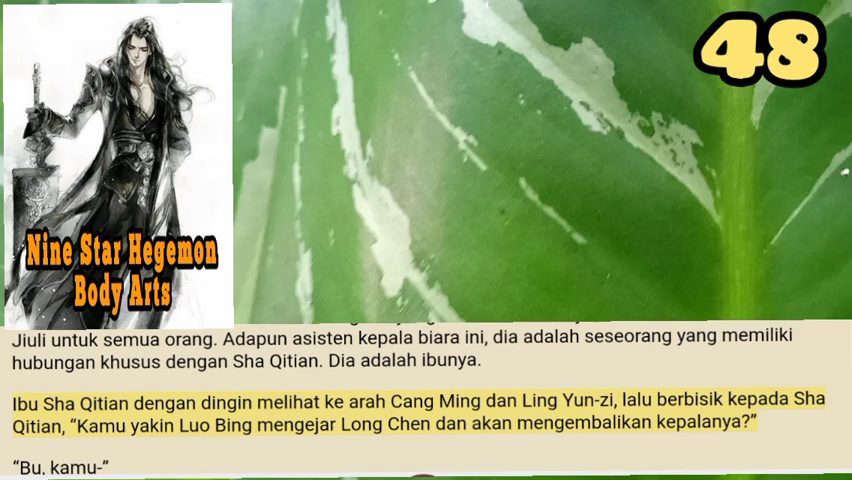 48
Nine Star Hegemon
Body Arts
Jiuli untuk semua orang. Adapun asisten kepala biara ini, dia adalah seseorang yang memiliki
hubungan khusus dengan Sha Qitian. Dia adalah ibunya.
Ibu Sha Qitian dengan dingin melihat ke arah Cang Ming dan Ling Yun-zi, lalu berbisik kepada Sha
Qitian, “Kamu yakin Luo Bing mengejar Long Chen dan akan mengembalikan kepalanya?”
“Bu, kamu-”